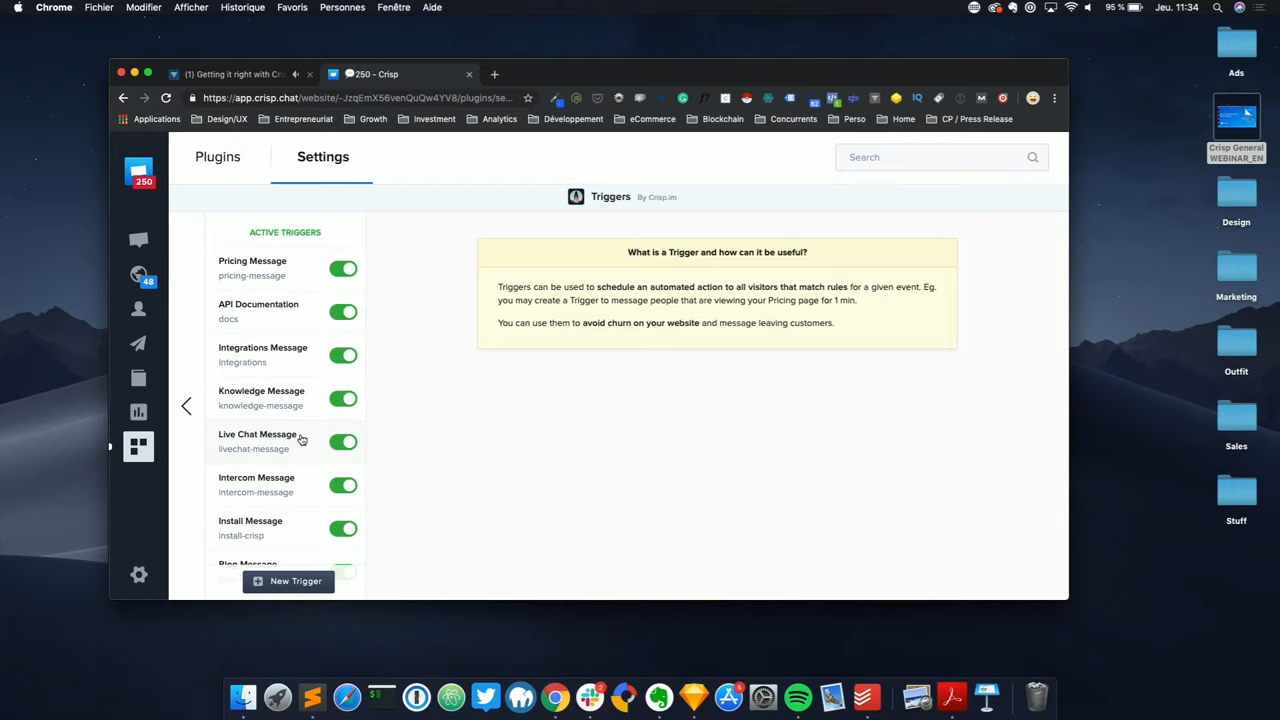 Chrome Fichier Modifier Afficher Historique Favoris Personnes Fenêtre Aide 95 % Jeu. 11:34
(1) Getting it right with Cris
250 - Crisp
https://app.crisp.chat/website/-JzqEmX56venQuQw4YV8/plugins/se...
Applications Design/UX Entrepreneuriat Growth Investment Analytics Développement eCommerce Blockchain Concurrents Perso Home CP / Press Release
250
48
Plugins
Settings
Search
Triggers By Crisp.im
ACTIVE TRIGGERS
Pricing Message
pricing-message
API Documentation
docs
Integrations Message
Integrations
Knowledge Message
knowledge-message
Live Chat Message
livechat-message
Intercom Message
intercom-message
Install Message
install-crisp
Blog Message
New Trigger
What is a Trigger and how can it be useful?
Triggers can be used to schedule an automated action to all visitors that match rules for a given event. Eg.
you may create a Trigger to message people that are viewing your Pricing page for 1 min.
You can use them to avoid churn on your website and message leaving customers.
Ads
Crisp General
WEBINAR_EN
Design
Marketing
Outfit
Sales
Stuff